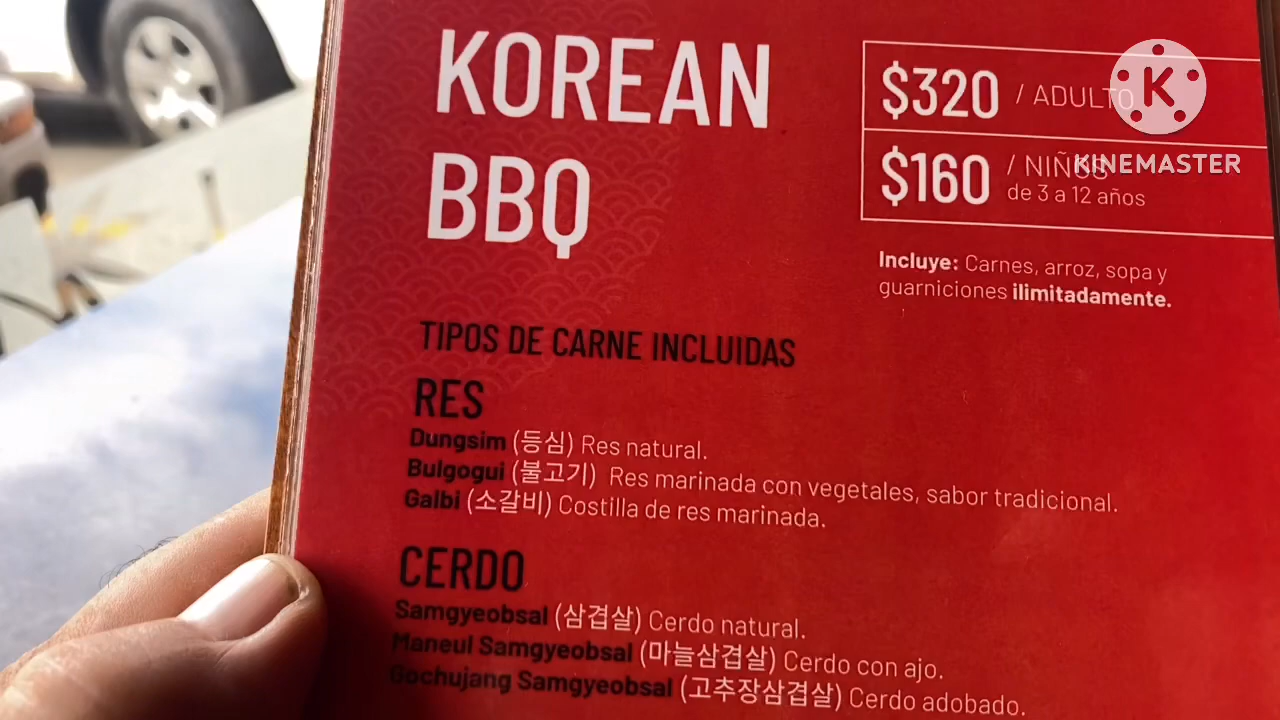 KOREAN
BBQ
$320 / ADULTO
$160 / NIÑOS
de 3 a 12 años
K
KINEMASTER
Incluye: Carnes, arroz, sopa y
guarniciones ilimitadamente.
TIPOS DE CARNE INCLUIDAS
RES
Dungsim (등심) Res natural.
Bulgogui (불고기) Res marinada con vegetales, sabor tradicional.
Galbi (소갈비) Costilla de res marinada.
CERDO
Samgyeobsal (삼겹살) Cerdo natural.
Maneul Samgyeobsal (마늘삼겹살) Cerdo con ajo.
Gochujang Samgyeobsal (고추장삼겹살) Cerdo adobado.